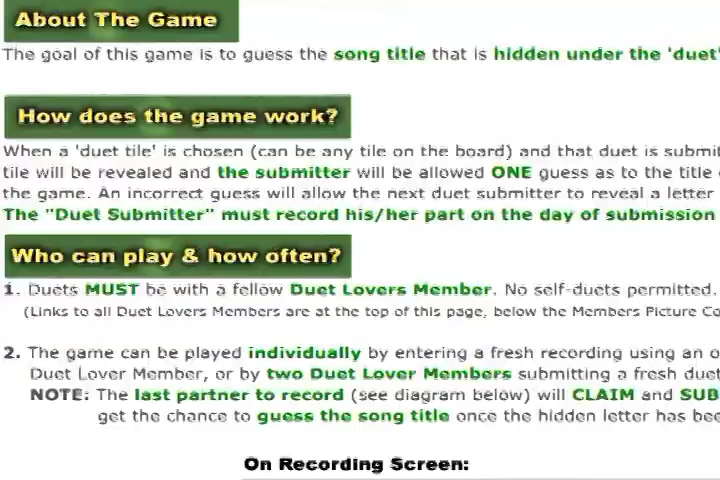 About The Game
The goal of this game is to guess the song title that is hidden under the 'duet'
How does the game work?
When a 'duet tile' is chosen (can be any tile on the board) and that duet is submit
tile will be revealed and the submitter will be allowed ONE guess as to the title
the game. An incorrect guess will allow the next duet submitter to reveal a letter
The "Duet Submitter" must record his/her part on the day of submission
Who can play & how often?
1. Duets MUST be with a fellow Duet Lovers Member. No self-duets permitted.
(Links to all Duet Lovers Members are at the top of this page, below the Members Picture Co
2. The game can be played individually by entering a fresh recording using an o
Duet Lover Member, or by two Duet Lover Members submitting a fresh duet
NOTE: The last partner to record (see diagram below) will CLAIM and SUB
get the chance to guess the song title once the hidden letter has bee
On Recording Screen: